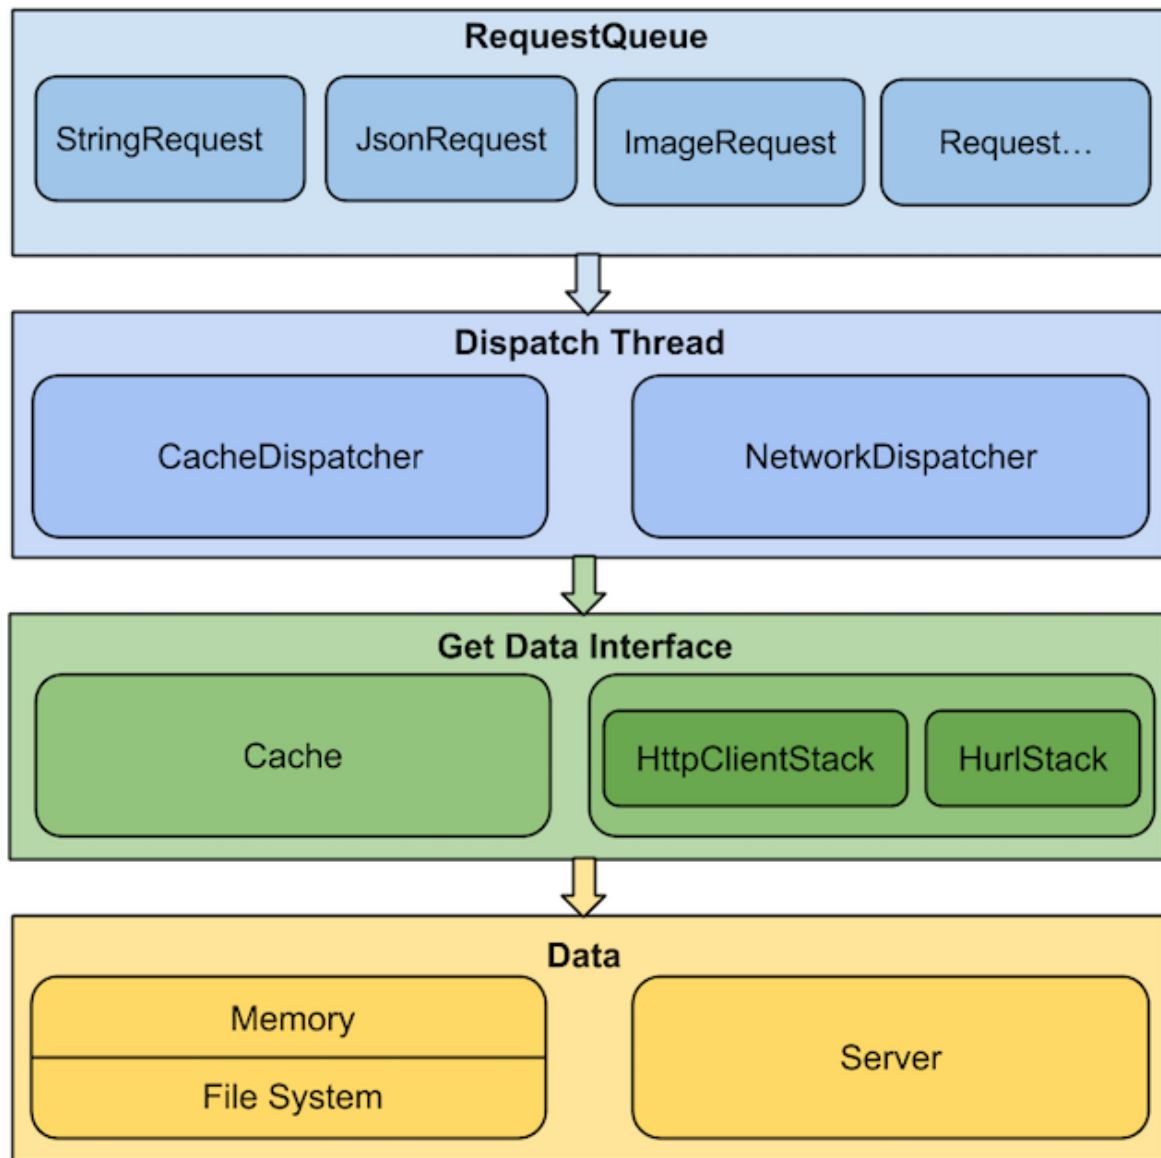 RequestQueue
StringRequest
JsonRequest
ImageRequest
Request…
Dispatch Thread
CacheDispatcher
NetworkDispatcher
Get Data Interface
Cache
HttpClientStack
HurlStack
Data
Memory
File System
Server